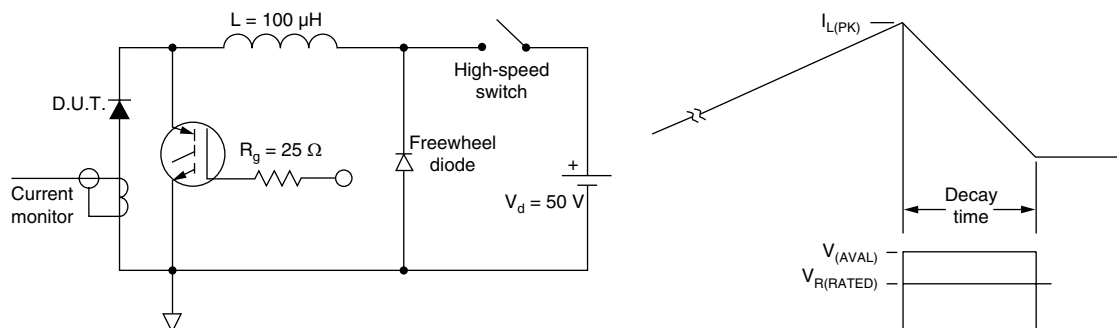 L = 100 µH
High-speed
switch
D.U.T.
R_g = 25 Ω
Freewheel
diode
+
Current
monitor
V_d = 50 V
I_L(PK)
Decay
time
V_(AVAL)
V_R(RATED)